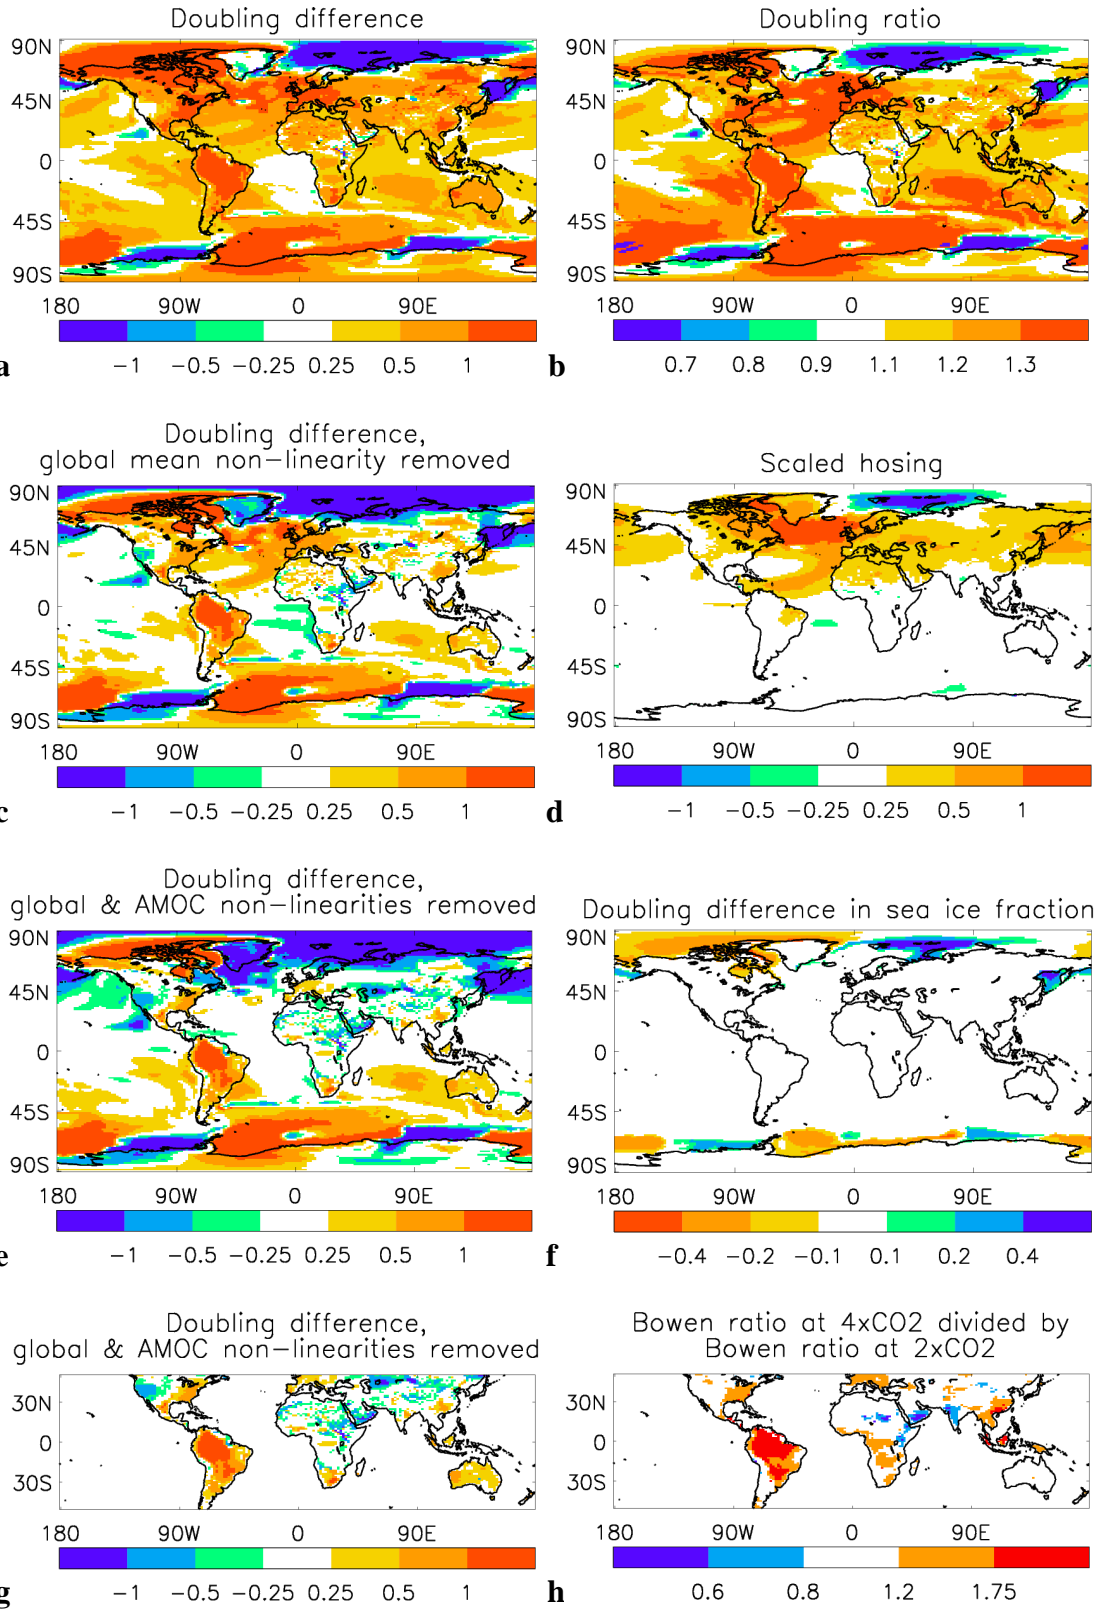 Doubling difference
Doubling ratio
90N
45N
0
45S
90S
180 90W 0 90E
−1 −0.5 −0.25 0.25 0.5 1
a
90N
45N
0
45S
90S
180 90W 0 90E
0.7 0.8 0.9 1.1 1.2 1.3
b
Doubling difference,
global mean non−linearity removed
Scaled hosing
90N
45N
0
45S
90S
180 90W 0 90E
−1 −0.5 −0.25 0.25 0.5 1
c
90N
45N
0
45S
90S
180 90W 0 90E
−1 −0.5 −0.25 0.25 0.5 1
d
Doubling difference,
global & AMOC non−linearities removed
Doubling difference in sea ice fraction
90N
45N
0
45S
90S
180 90W 0 90E
−1 −0.5 −0.25 0.25 0.5 1
e
90N
45N
0
45S
90S
180 90W 0 90E
−0.4 −0.2 −0.1 0.1 0.2 0.4
f
Doubling difference,
global & AMOC non−linearities removed
Bowen ratio at 4xCO2 divided by
Bowen ratio at 2xCO2
30N
0
30S
180 90W 0 90E
−1 −0.5 −0.25 0.25 0.5 1
g
30N
0
30S
180 90W 0 90E
0.6 0.8 1.2 1.75
h